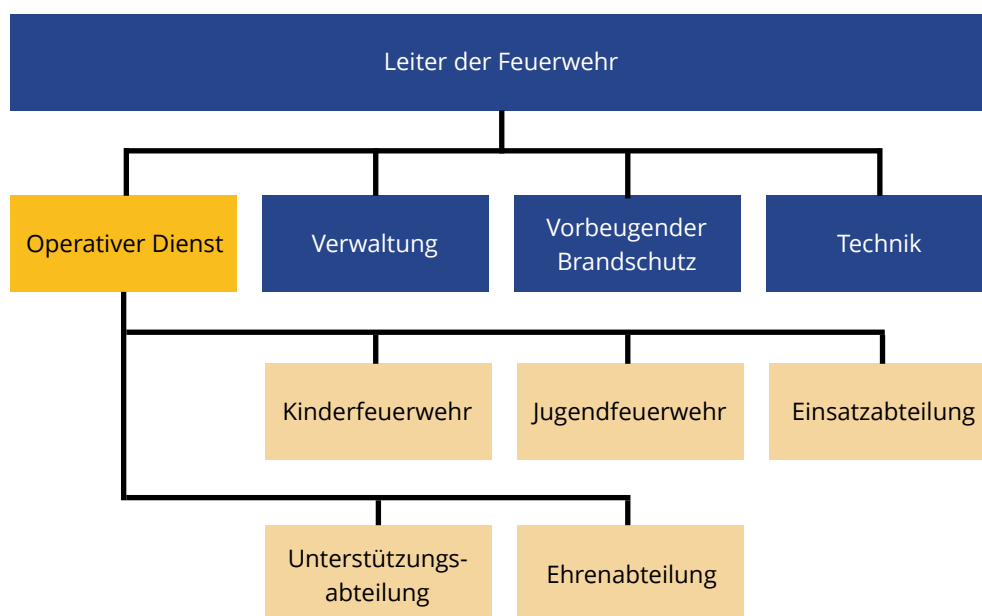 Leiter der Feuerwehr
Operativer Dienst
Verwaltung
Vorbeugender
Brandschutz
Technik
Kinderfeuerwehr
Jugendfeuerwehr
Einsatzabteilung
Unterstützungs-
abteilung
Ehrenabteilung